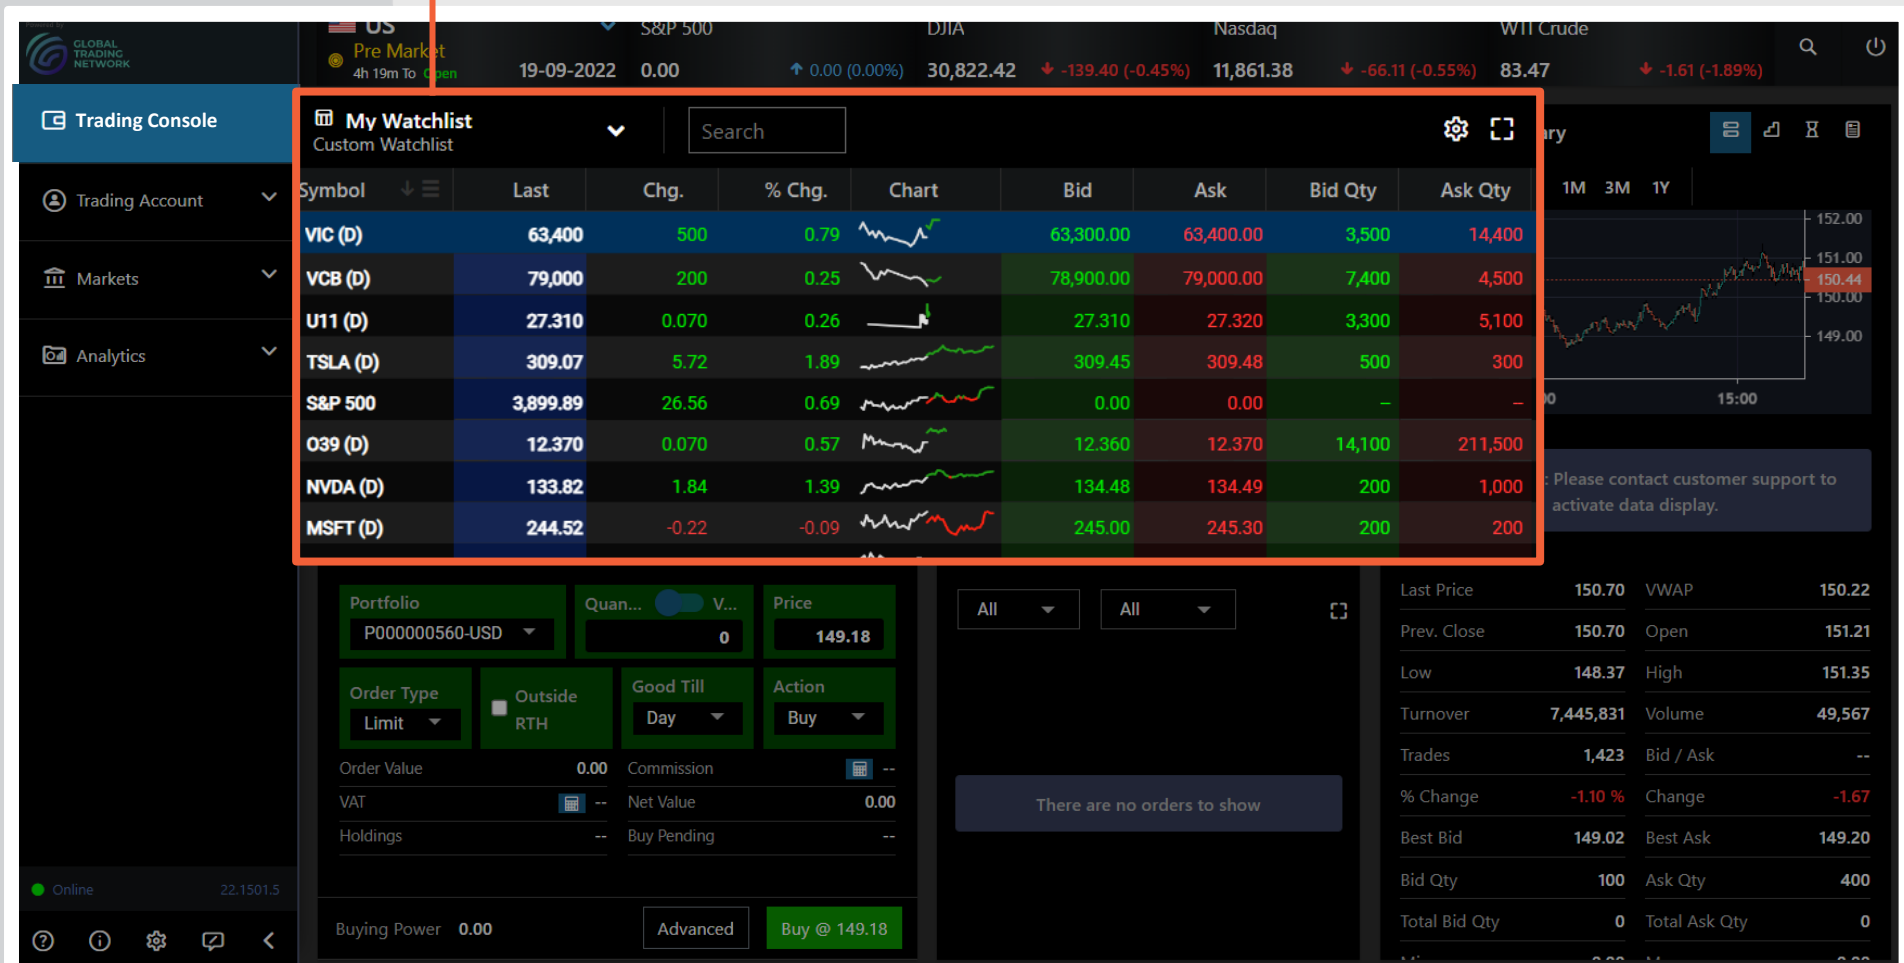 Powered by
GLOBAL
TRADING
NETWORK
US
Pre Market
4h 19m To Open
19-09-2022
S&P 500
0.00
0.00 (0.00%)
DJIA
30,822.42
-139.40 (-0.45%)
Nasdaq
11,861.38
-66.11 (-0.55%)
WTI Crude
83.47
-1.61 (-1.89%)
Trading Console
Trading Account
Markets
Analytics
Online 22.1501.5
My Watchlist
Custom Watchlist
Search
Symbol Last Chg. % Chg. Chart Bid Ask Bid Qty Ask Qty
VIC (D) 63,400 500 0.79 63,300.00 63,400.00 3,500 14,400
VCB (D) 79,000 200 0.25 78,900.00 79,000.00 7,400 4,500
U11 (D) 27.310 0.070 0.26 27.310 27.320 3,300 5,100
TSLA (D) 309.07 5.72 1.89 309.45 309.48 500 300
S&P 500 3,899.89 26.56 0.69 0.00 0.00 – –
O39 (D) 12.370 0.070 0.57 12.360 12.370 14,100 211,500
NVDA (D) 133.82 1.84 1.39 134.48 134.49 200 1,000
MSFT (D) 244.52 -0.22 -0.09 245.00 245.30 200 200
ry
1M 3M 1Y
152.00
151.00
150.44
150.00
149.00
00 15:00
: Please contact customer support to
activate data display.
Portfolio
P000000560-USD
Quan... V...
0
Price
149.18
Order Type
Limit
Outside
RTH
Good Till
Day
Action
Buy
Order Value 0.00 Commission --
VAT -- Net Value 0.00
Holdings -- Buy Pending --
Buying Power 0.00
Advanced
Buy @ 149.18
All All
There are no orders to show
Last Price 150.70 VWAP 150.22
Prev. Close 150.70 Open 151.21
Low 148.37 High 151.35
Turnover 7,445,831 Volume 49,567
Trades 1,423 Bid / Ask --
% Change -1.10 % Change -1.67
Best Bid 149.02 Best Ask 149.20
Bid Qty 100 Ask Qty 400
Total Bid Qty 0 Total Ask Qty 0